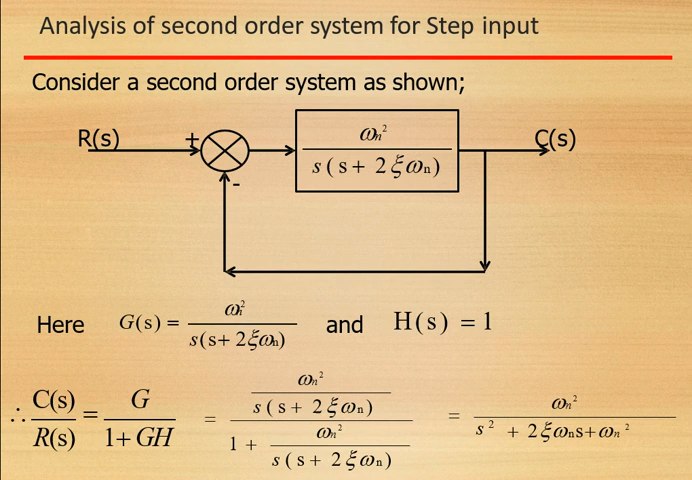 Analysis of second order system for Step input
Consider a second order system as shown;
R(s) + - ωn² / s(s+ 2ξωn) C(s)
Here G(s) = ωn² / s(s+ 2ξωn) and H(s) = 1
∴ C(s)/R(s) = G / 1+GH = (ωn² / s(s+ 2ξωn)) / (1 + ωn² / s(s+ 2ξωn)) = ωn² / s² + 2ξωns+ωn²